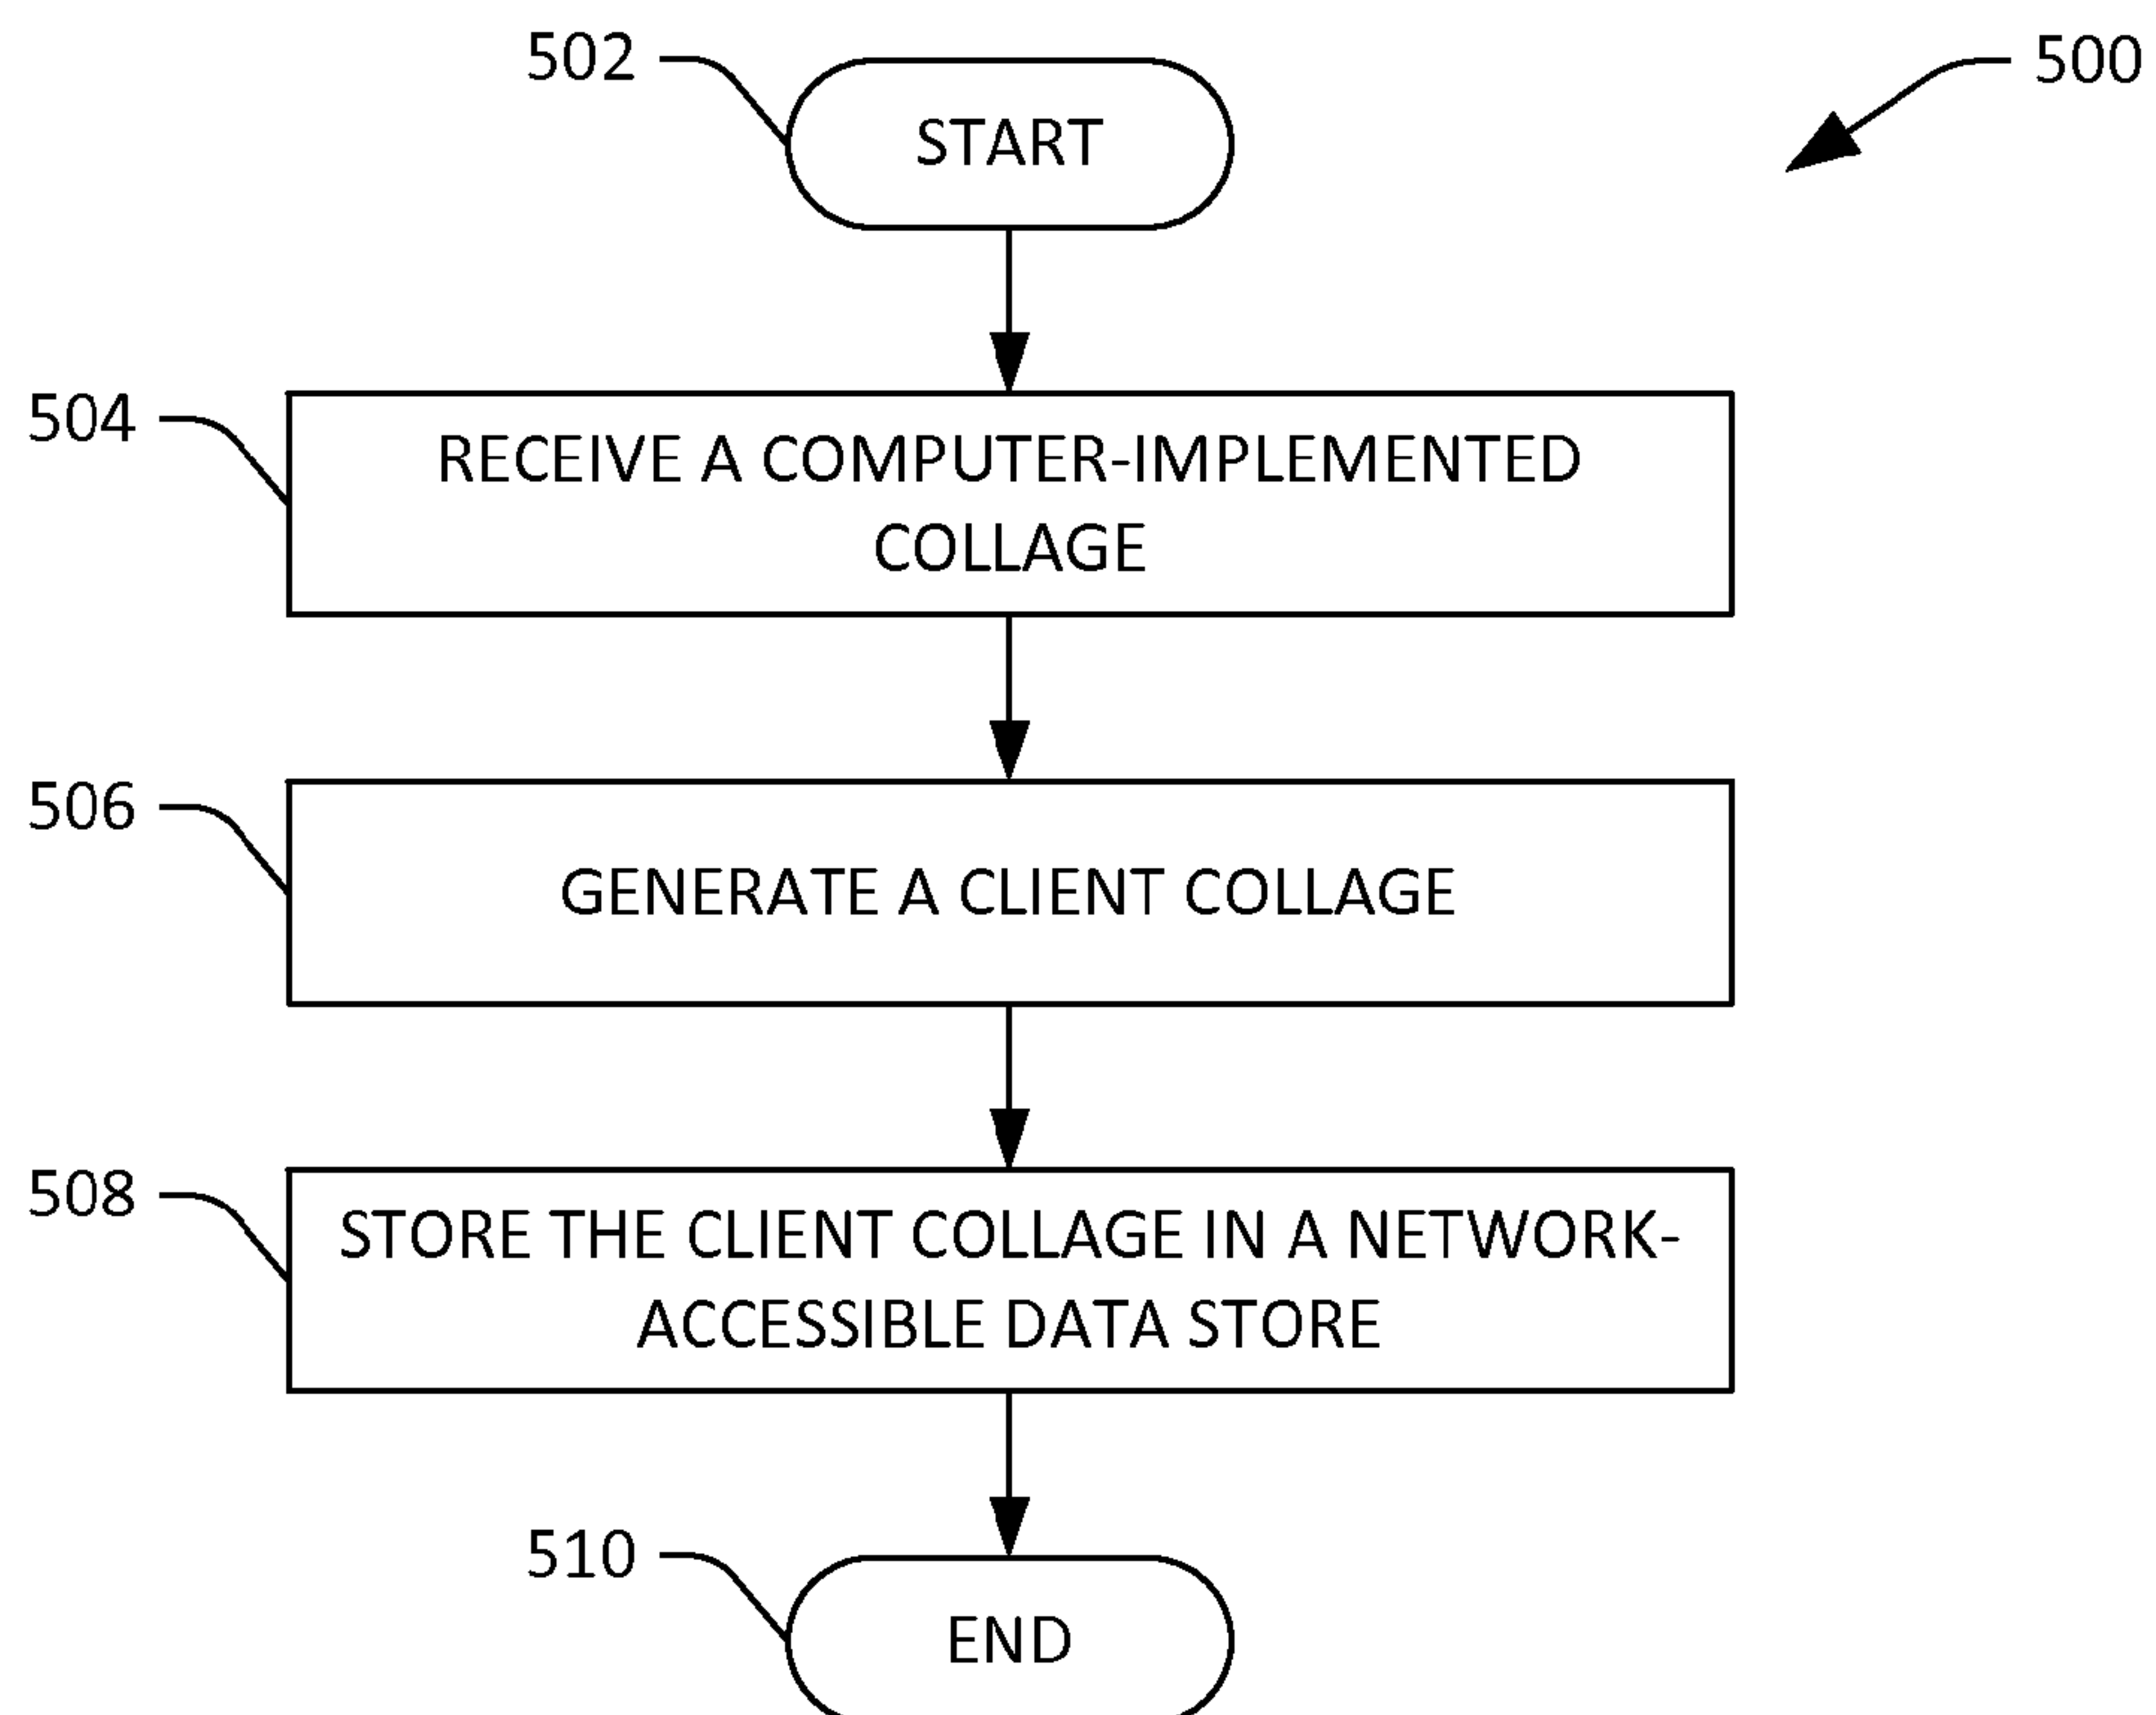 502
START
500
504
RECEIVE A COMPUTER-IMPLEMENTED
COLLAGE
506
GENERATE A CLIENT COLLAGE
508
STORE THE CLIENT COLLAGE IN A NETWORK-
ACCESSIBLE DATA STORE
510
END